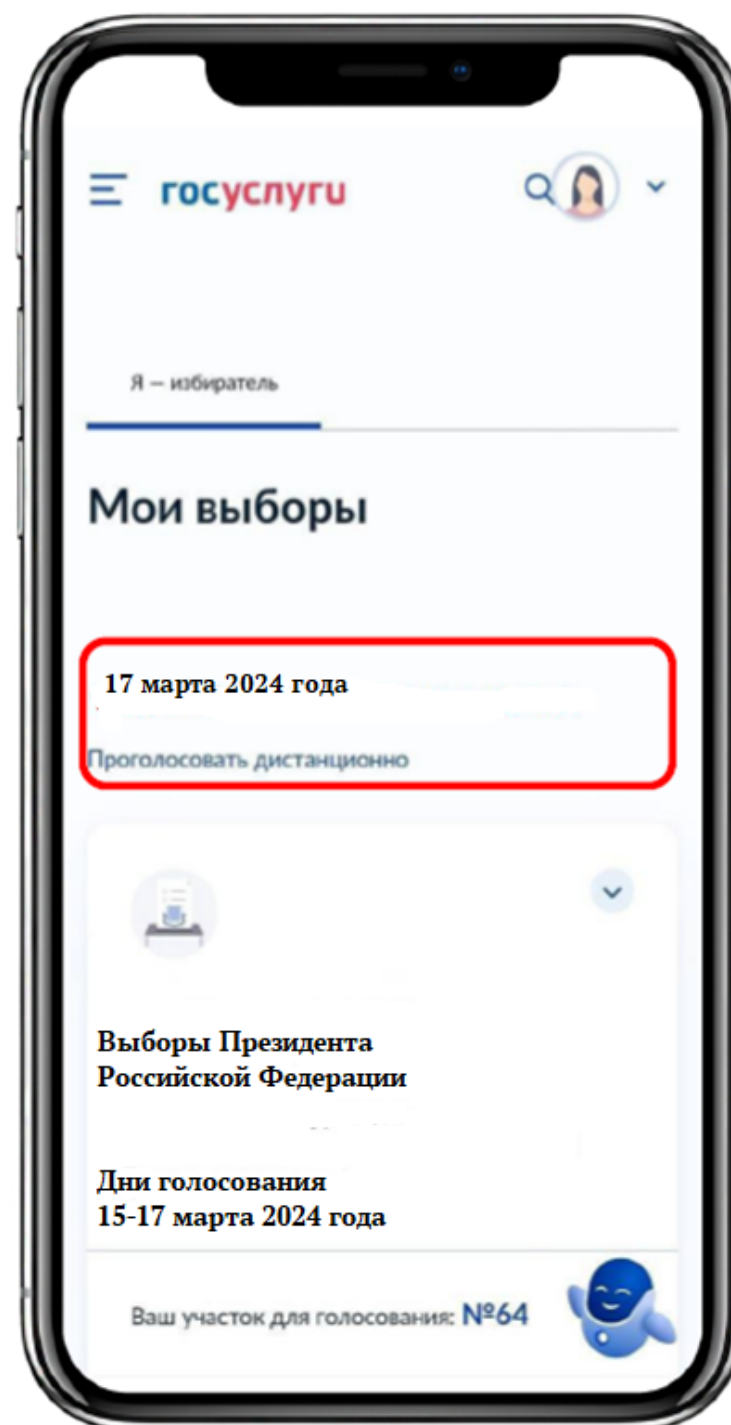 госуслуги
Я – избиратель
Мои выборы
17 марта 2024 года
Проголосовать дистанционно
Выборы Президента
Российской Федерации
Дни голосования
15-17 марта 2024 года
Ваш участок для голосования: №64